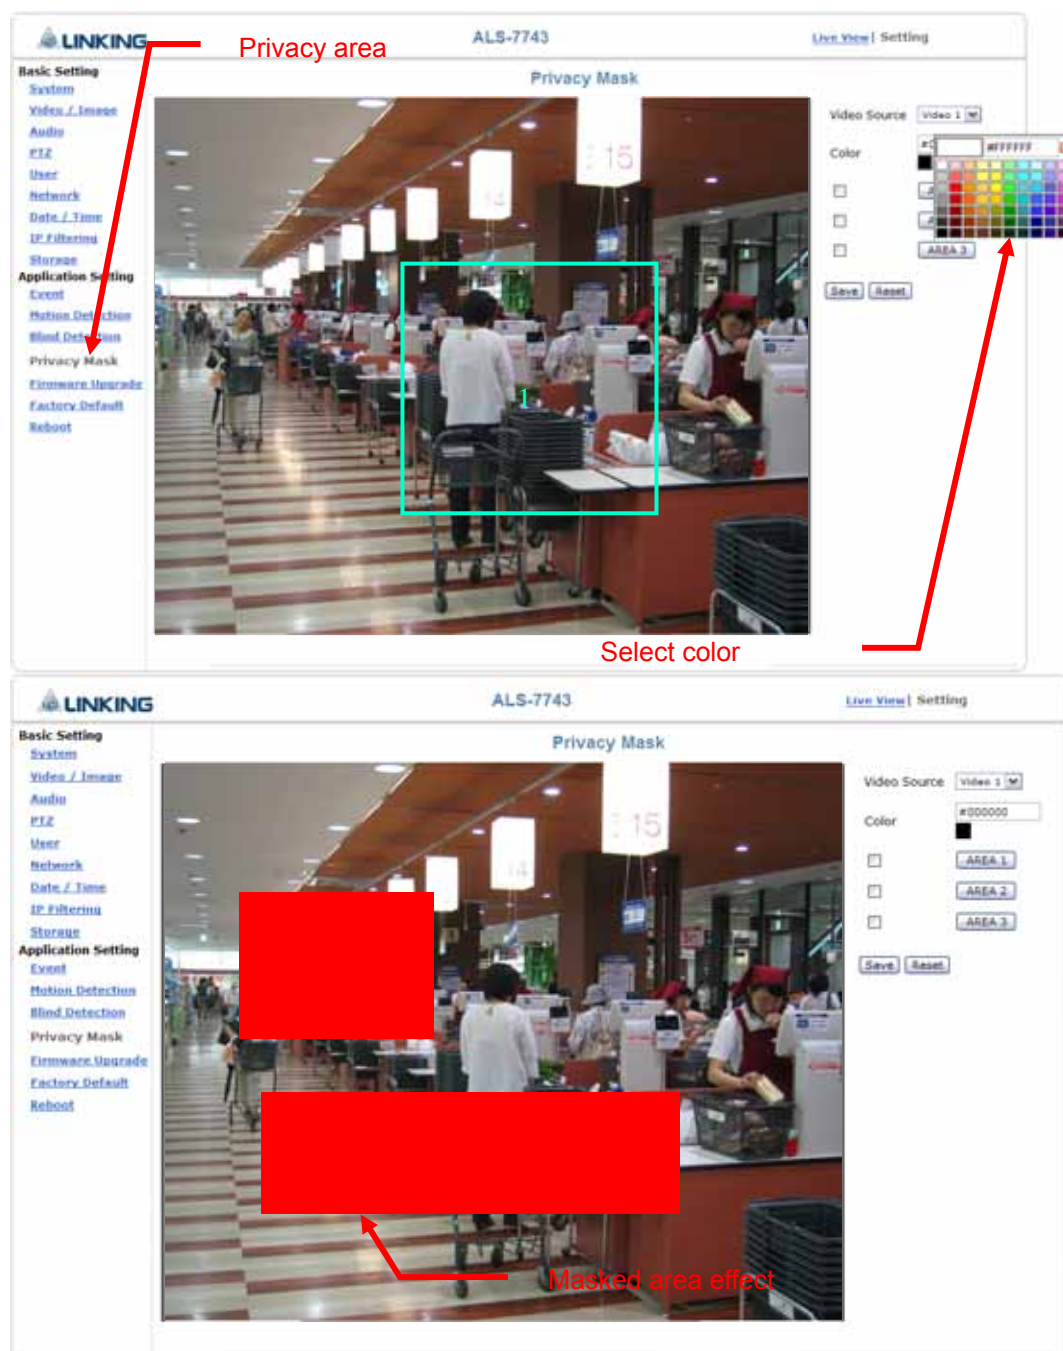 LINKING
Privacy area
ALS-7743
Live View | Setting
Basic Setting
System
Video / Image
Audio
PTZ
User
Network
Date / Time
IP Filtering
Storage
Application Setting
Event
Motion Detection
Blind Detection
Privacy Mask
Firmware Upgrade
Factory Default
Reboot
Privacy Mask
15
14
1
Video Source Video 1
Color
#FFFFFF
AREA 3
Save Reset
Select color
LINKING
ALS-7743
Live View | Setting
Basic Setting
System
Video / Image
Audio
PTZ
User
Network
Date / Time
IP Filtering
Storage
Application Setting
Event
Motion Detection
Blind Detection
Privacy Mask
Firmware Upgrade
Factory Default
Reboot
Privacy Mask
15
14
Video Source Video 1
Color #000000
AREA 1
AREA 2
AREA 3
Save Reset
Masked area effect